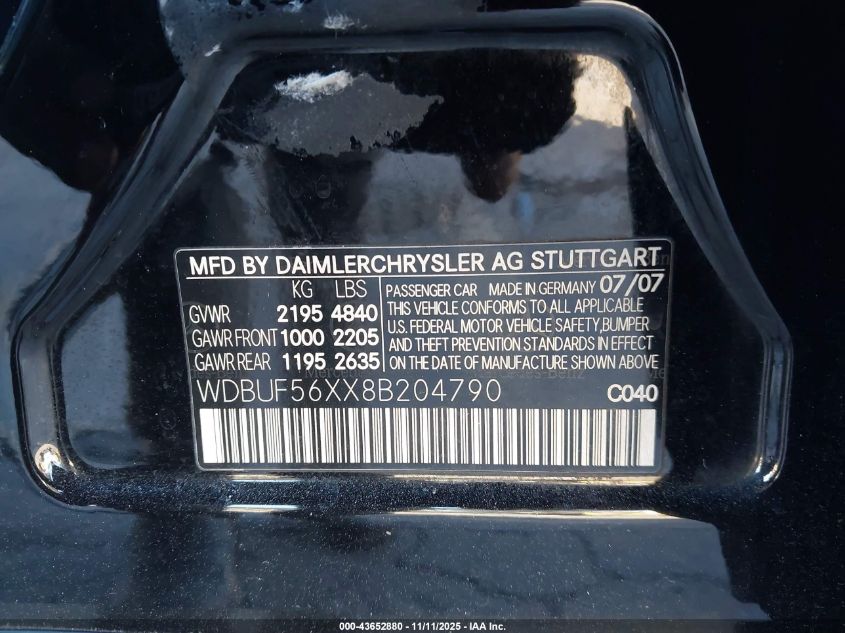 MFD BY DAIMLERCHRYSLER AG STUTTGART
KG LBS
GVWR 2195 4840
GAWR FRONT 1000 2205
GAWR REAR 1195 2635
PASSENGER CAR MADE IN GERMANY 07/07
THIS VEHICLE CONFORMS TO ALL APPLICABLE
U.S. FEDERAL MOTOR VEHICLE SAFETY,BUMPER
AND THEFT PREVENTION STANDARDS IN EFFECT
ON THE DATE OF MANUFACTURE SHOWN ABOVE
WDBUF56XX8B204790 C040
000-43652880 - 11/11/2025 - IAA Inc.